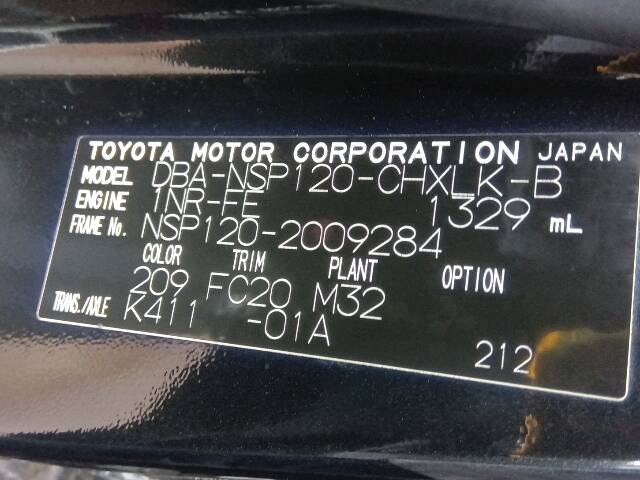 TOYOTA MOTOR CORPORATION JAPAN
MODEL DBA-NSP120-CHXLK-B
ENGINE 1NR-FE 1329 mL
FRAME No. NSP120-2009284
COLOR TRIM PLANT OPTION
209 FC20 M32
TRANS./AXLE K411 -01A
212